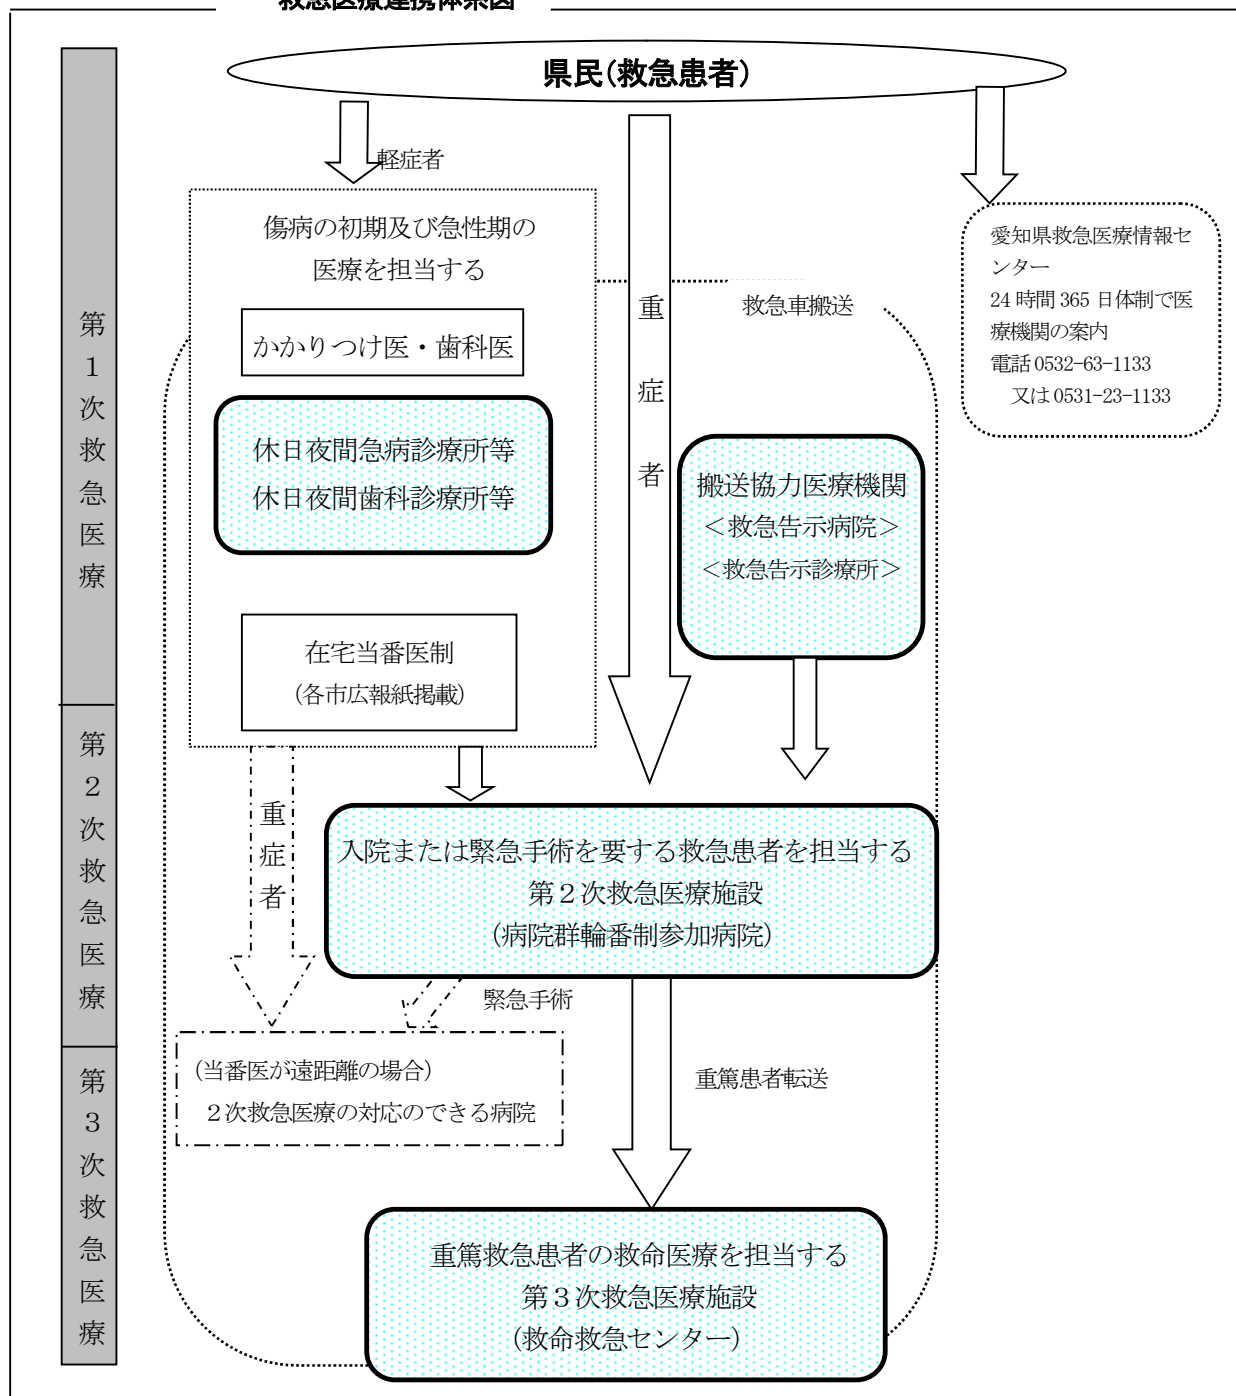 救急医療連携体系図
県民(救急患者)
軽症者
傷病の初期及び急性期の
医療を担当する
かかりつけ医・歯科医
休日夜間急病診療所等
休日夜間歯科診療所等
在宅当番医制
(各市広報紙掲載)
重症者
救急車搬送
搬送協力医療機関
<救急告示病院>
<救急告示診療所>
愛知県救急医療情報セ
ンター
24時間365日体制で医
療機関の案内
電話0532-63-1133
又は0531-23-1133
第1次救急医療
第2次救急医療
重症者
入院または緊急手術を要する救急患者を担当する
第2次救急医療施設
(病院群輪番制参加病院)
緊急手術
(当番医が遠距離の場合)
2次救急医療の対応のできる病院
重篤患者転送
第3次救急医療
重篤救急患者の救命医療を担当する
第3次救急医療施設
(救命救急センター)